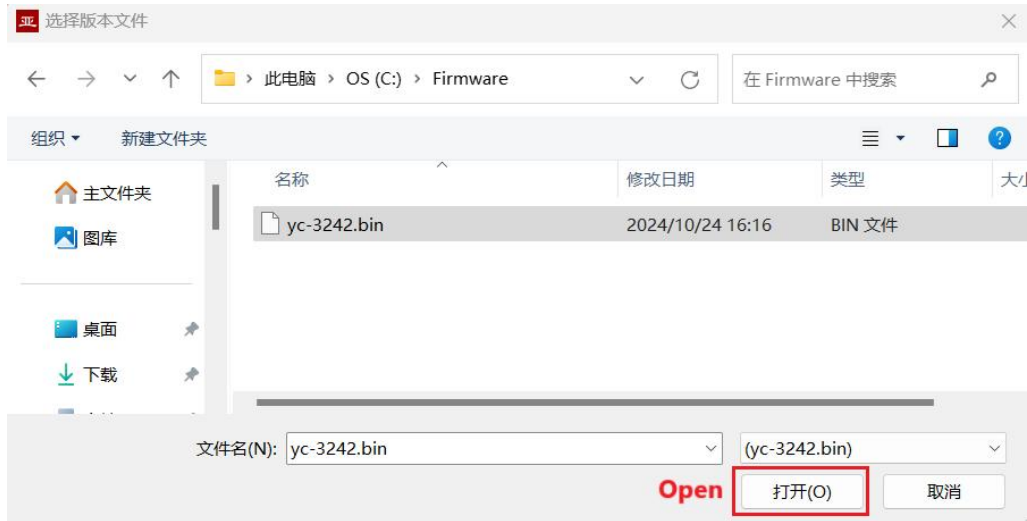 亚 选择版本文件
此电脑 > OS (C:) > Firmware
在 Firmware 中搜索
组织 新建文件夹
名称 修改日期 类型 大小
主文件夹
yc-3242.bin 2024/10/24 16:16 BIN 文件
图库
桌面
下载
文件名(N): yc-3242.bin (yc-3242.bin)
Open 打开(O) 取消